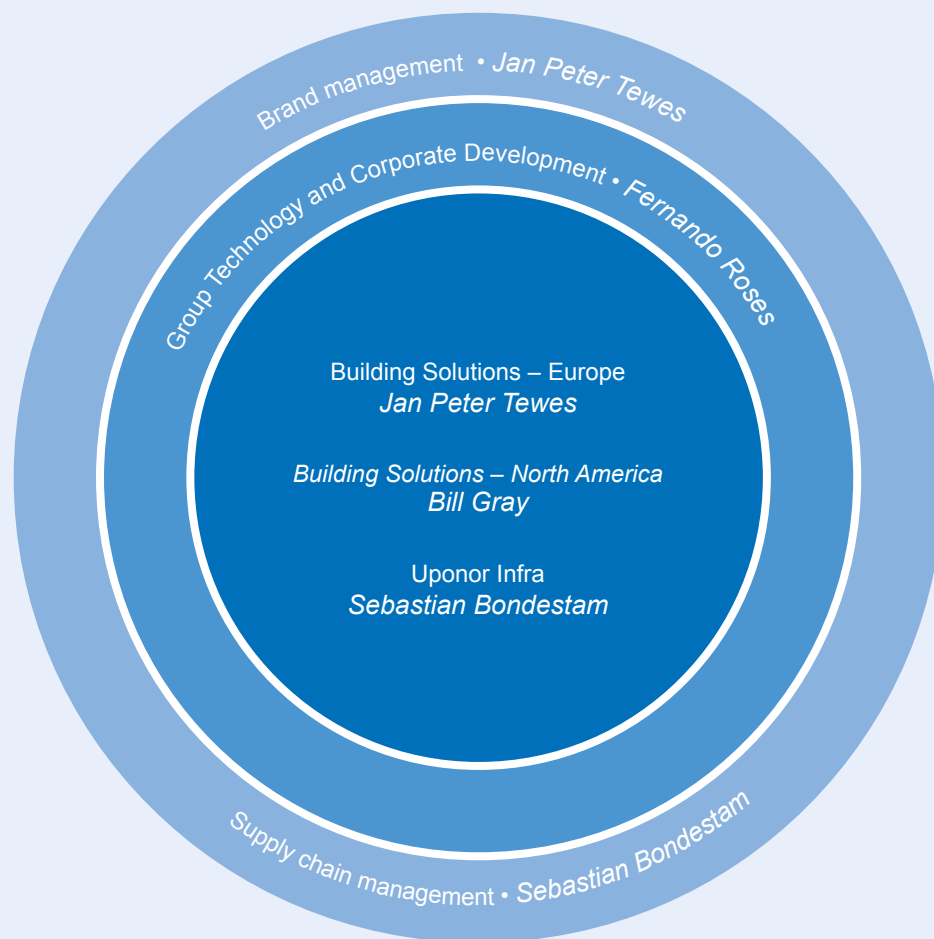 Brand management • Jan Peter Tewes
Group Technology and Corporate Development • Fernando Roses
Building Solutions – Europe
Jan Peter Tewes
Building Solutions – North America
Bill Gray
Uponor Infra
Sebastian Bondestam
Supply chain management • Sebastian Bondestam